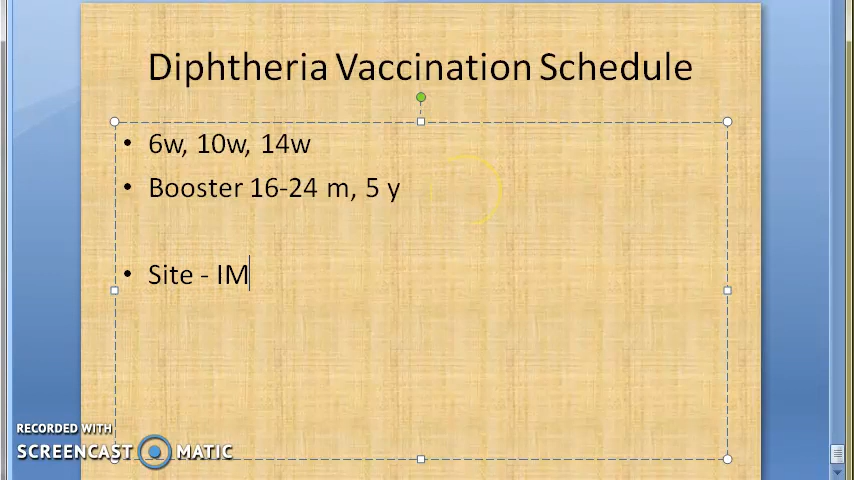 Diphtheria Vaccination Schedule
• 6w, 10w, 14w
• Booster 16-24 m, 5 y
• Site - IM
RECORDED WITH
SCREENCAST MATIC